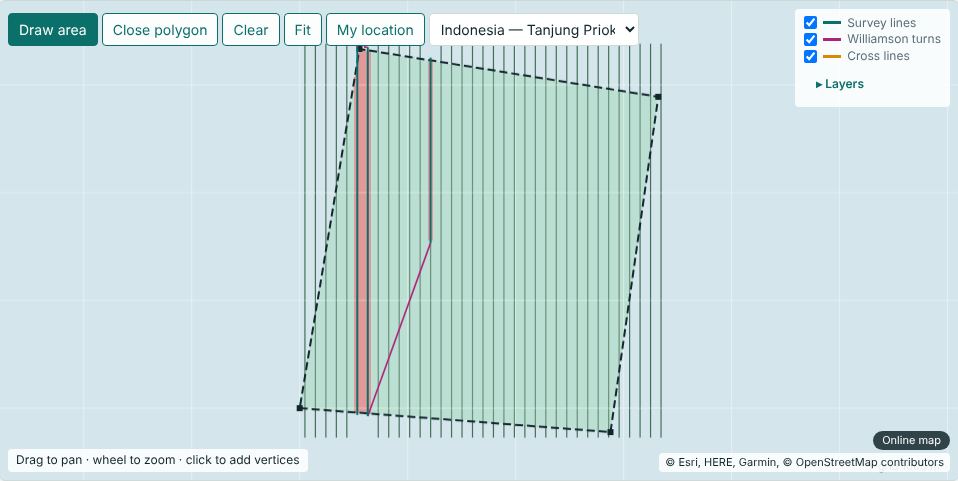 Draw area
Close polygon
Clear
Fit
My location
Indonesia — Tanjung Priok
Survey lines
Williamson turns
Cross lines
▸ Layers
Online map
Drag to pan · wheel to zoom · click to add vertices
© Esri, HERE, Garmin, © OpenStreetMap contributors